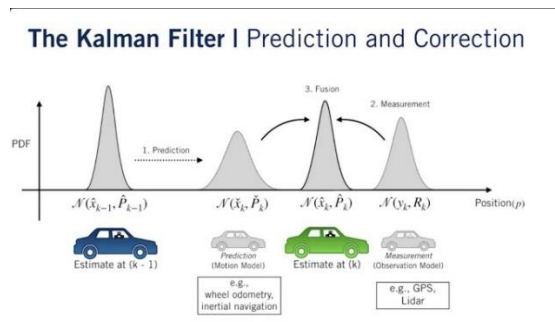 The Kalman Filter | Prediction and Correction
3. Fusion
2. Measurement
PDF
1. Prediction
𝒩(x̂ₖ₋₁, P̂ₖ₋₁)
𝒩(x̌ₖ, P̌ₖ)
𝒩(x̂ₖ, P̂ₖ)
𝒩(yₖ, Rₖ)
Position(p)
Estimate at (k - 1)
Prediction
(Motion Model)
Estimate at (k)
Measurement
(Observation Model)
e.g.,
wheel odometry,
inertial navigation
e.g., GPS,
Lidar